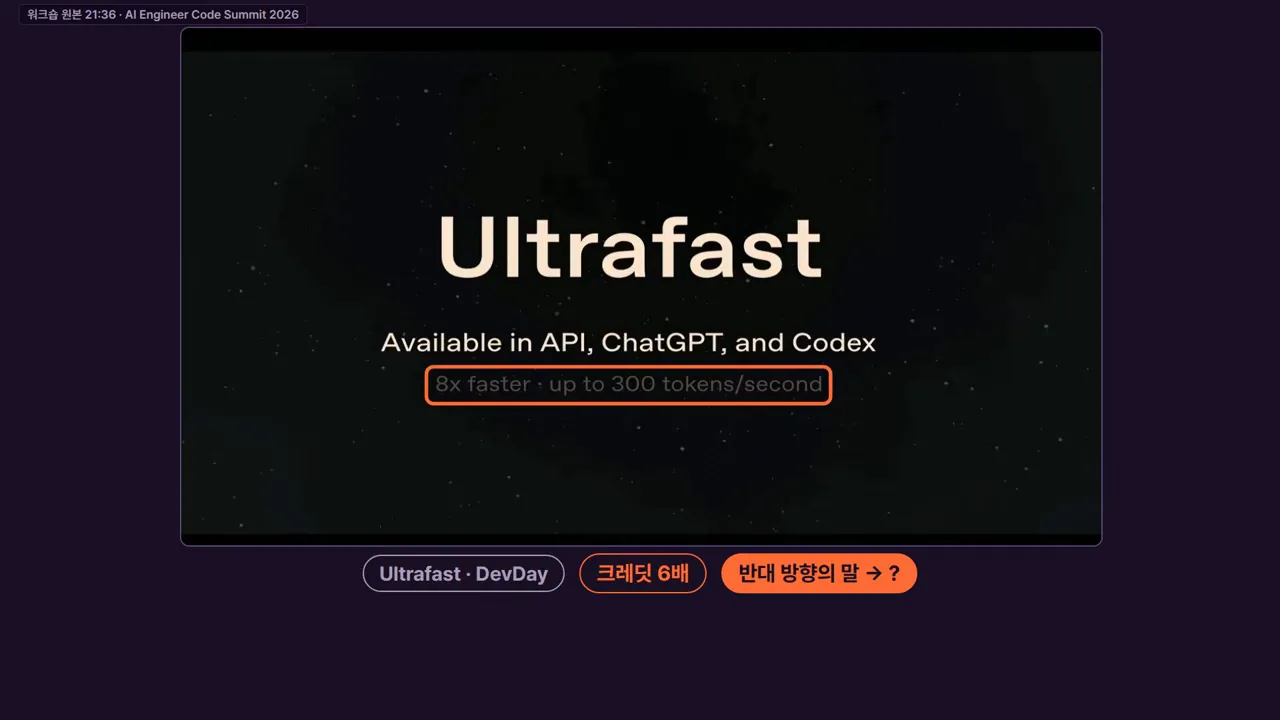 워크숍 원본 21:36 · AI Engineer Code Summit 2026
Ultrafast
Available in API, ChatGPT, and Codex
8x faster · up to 300 tokens/second
Ultrafast · DevDay
크레딧 6배
반대 방향의 말 → ?